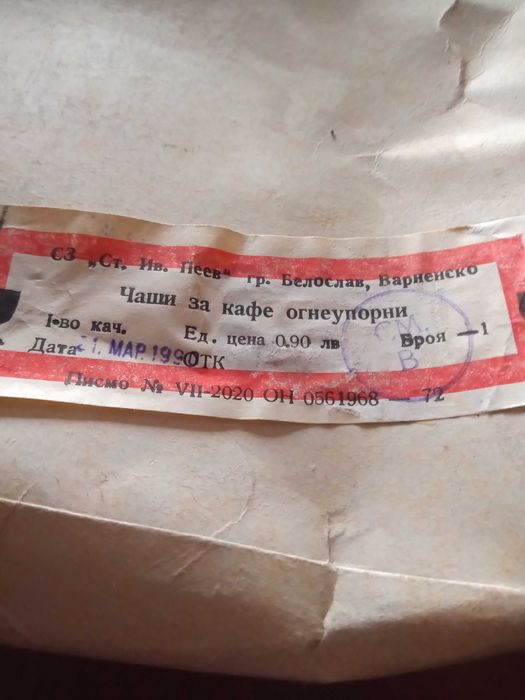 СЗ „Ст. Ив. Пеев“ гр. Белослав, Варненско
Чаши за кафе огнеупорни
I-во кач. Ед. цена 0.90 лв Броя —1
Дата 1. МАР. 1990 ОТК
Писмо № VII-2020 ОН 0561968 — 72
СМ.
В